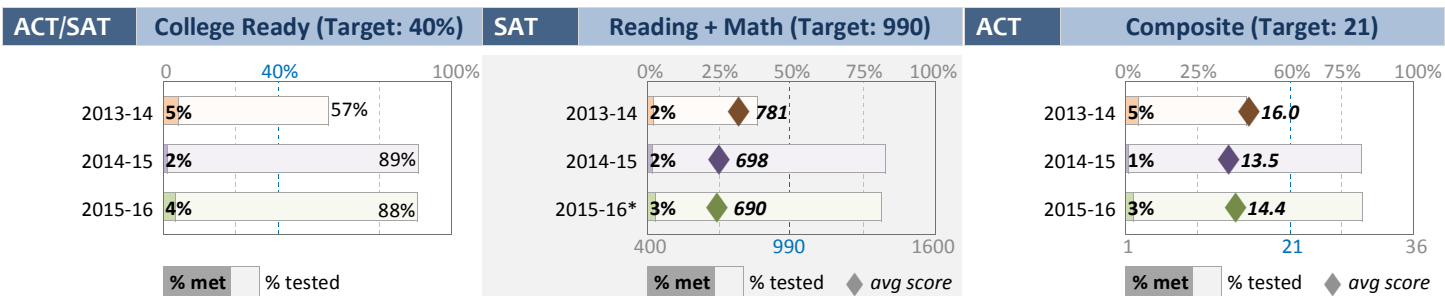 ACT/SAT College Ready (Target: 40%)
0 40% 100%
2013-14 5% 57%
2014-15 2% 89%
2015-16 4% 88%
% met % tested
SAT Reading + Math (Target: 990)
0% 25% 50% 75% 100%
2013-14 2% 781
2014-15 2% 698
2015-16* 3% 690
400 990 1600
% met % tested avg score
ACT Composite (Target: 21)
0% 25% 60% 75% 100%
2013-14 5% 16.0
2014-15 1% 13.5
2015-16 3% 14.4
1 21 36
% met % tested avg score